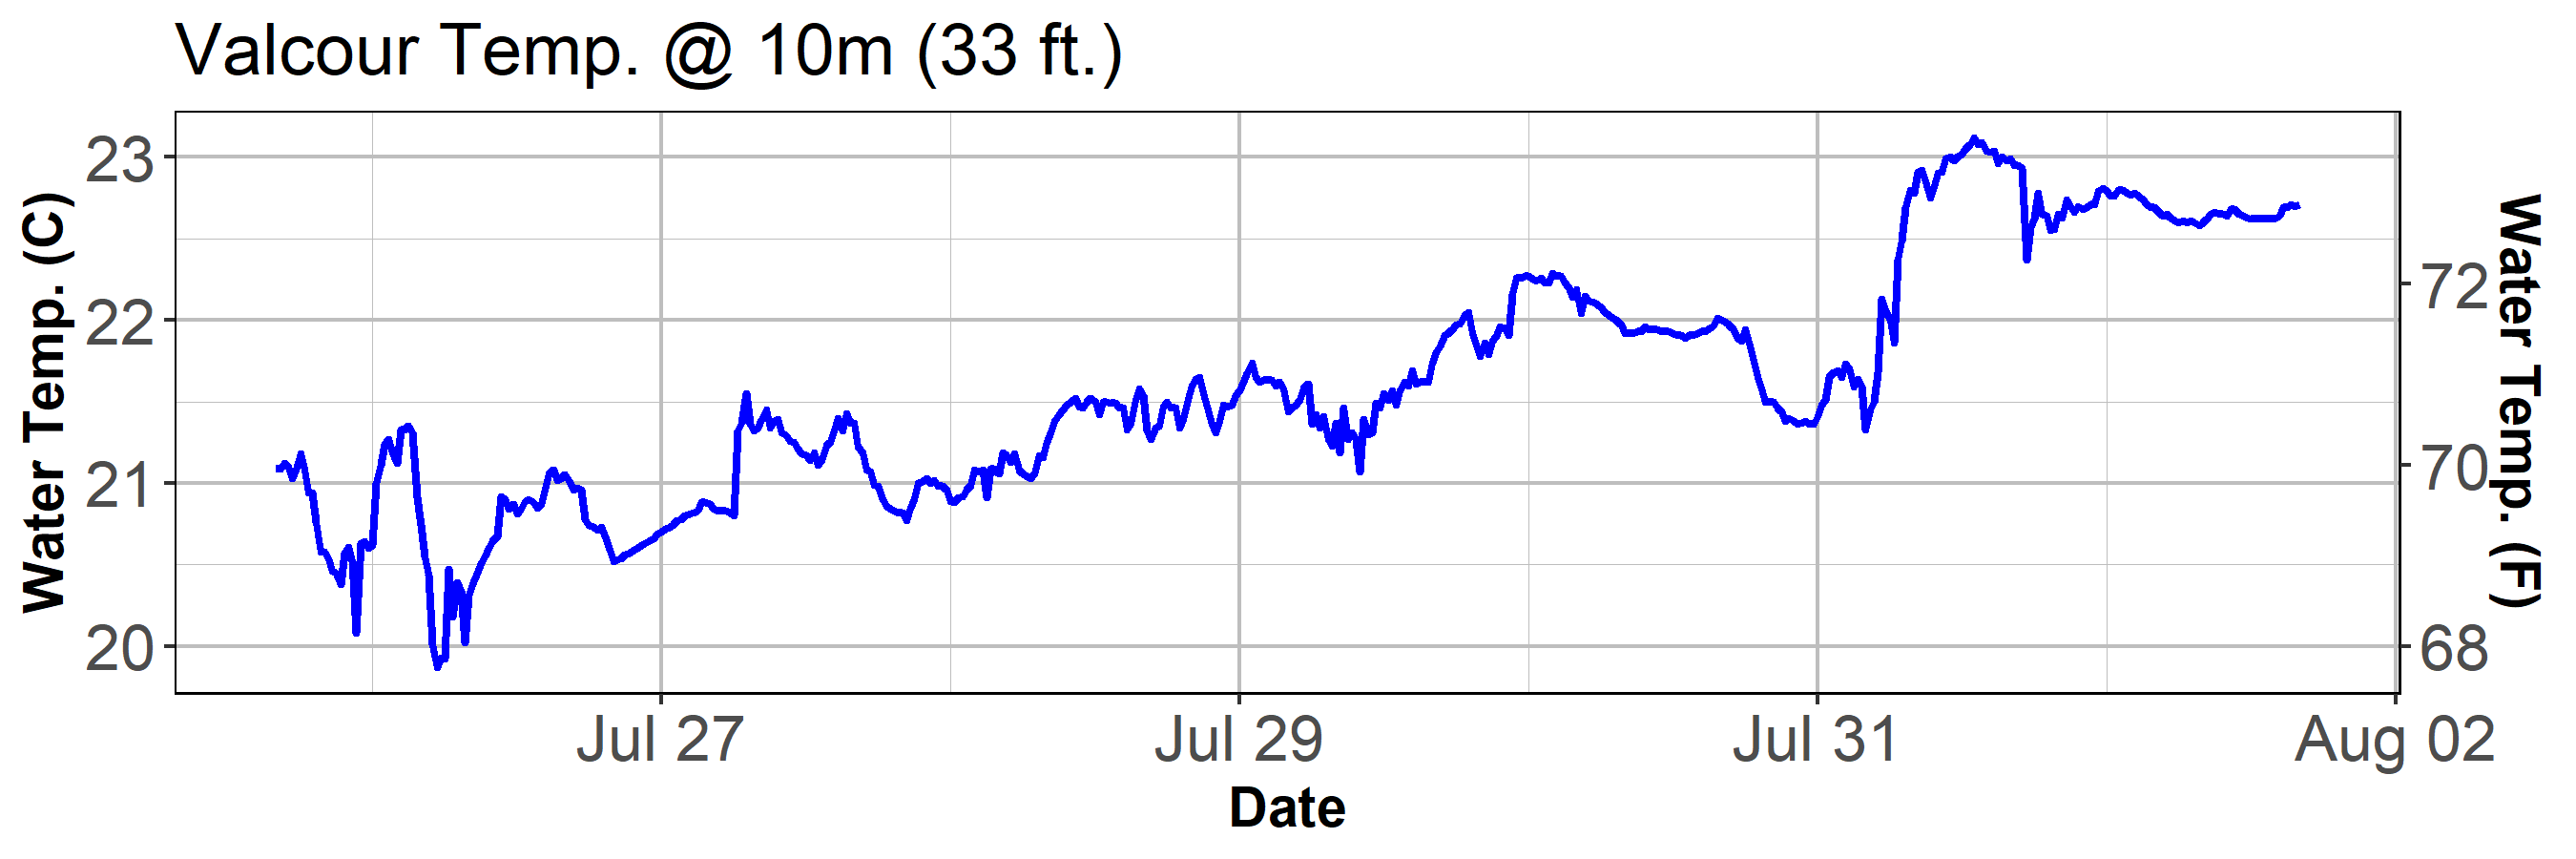 Valcour Temp. @ 10m (33 ft.)
Water Temp. (C)
23
22
21
20
72
70
68
Water Temp. (F)
Jul 27
Jul 29
Jul 31
Aug 02
Date